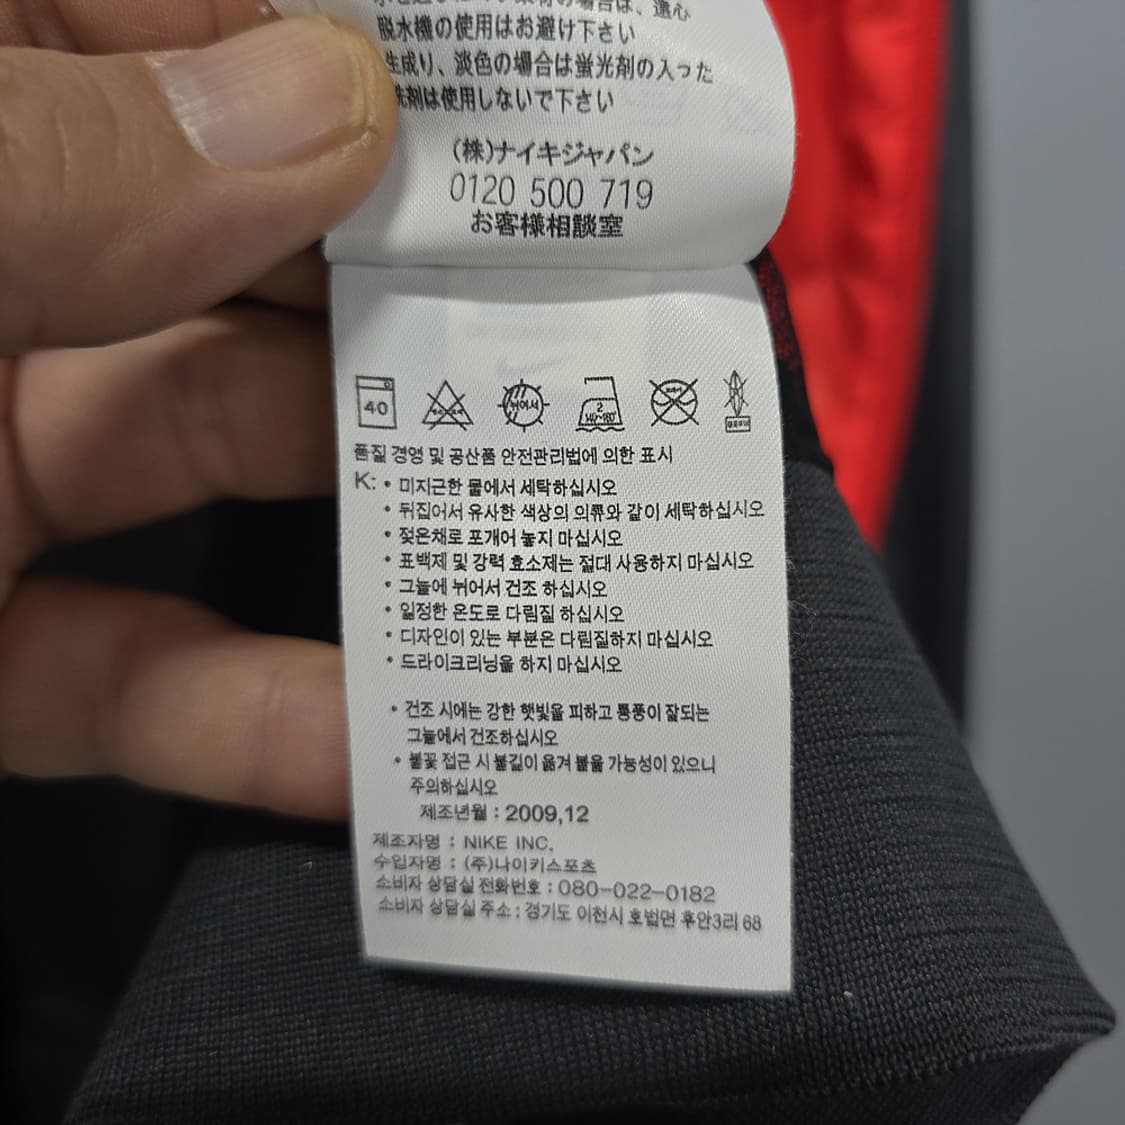 脱水機の使用はお避け下さい
生成り、淡色の場合は蛍光剤の入った
洗剤は使用しないで下さい
(株)ナイキジャパン
0120 500 719
お客様相談室
40 뉘어서 2 140~160℃
품질 경영 및 공산품 안전관리법에 의한 표시
K: • 미지근한 물에서 세탁하십시오
• 뒤집어서 유사한 색상의 의류와 같이 세탁하십시오
• 젖은채로 포개어 놓지 마십시오
• 표백제 및 강력 효소제는 절대 사용하지 마십시오
• 그늘에 뉘어서 건조 하십시오
• 일정한 온도로 다림질 하십시오
• 디자인이 있는 부분은 다림질하지 마십시오
• 드라이크리닝을 하지 마십시오
• 건조 시에는 강한 햇빛을 피하고 통풍이 잘되는
그늘에서 건조하십시오
• 불꽃 접근 시 불길이 옮겨 붙을 가능성이 있으니
주의하십시오
제조년월 : 2009,12
제조자명 : NIKE INC.
수입자명 : (주)나이키스포츠
소비자 상담실 전화번호 : 080-022-0182
소비자 상담실 주소 : 경기도 이천시 호법면 후안3리 68